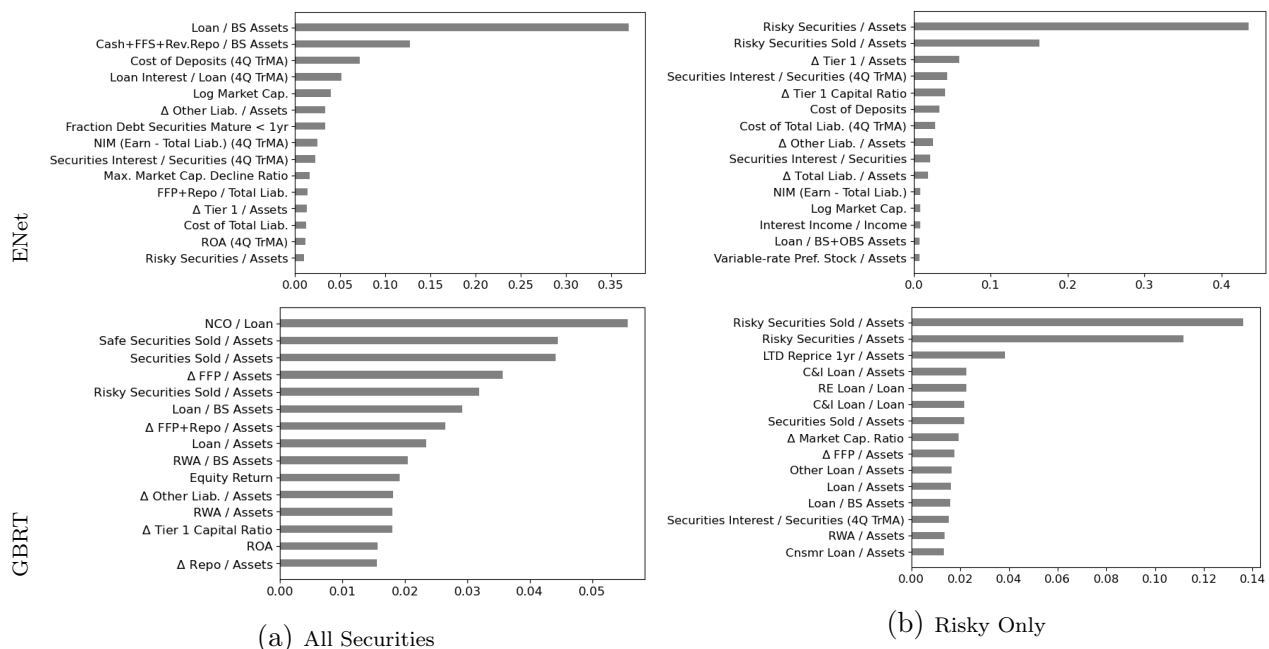 ENet
Loan / BS Assets
Cash+FFS+Rev.Repo / BS Assets
Cost of Deposits (4Q TrMA)
Loan Interest / Loan (4Q TrMA)
Log Market Cap.
Δ Other Liab. / Assets
Fraction Debt Securities Mature < 1yr
NIM (Earn - Total Liab.) (4Q TrMA)
Securities Interest / Securities (4Q TrMA)
Max. Market Cap. Decline Ratio
FFP+Repo / Total Liab.
Δ Tier 1 / Assets
Cost of Total Liab.
ROA (4Q TrMA)
Risky Securities / Assets
0.00 0.05 0.10 0.15 0.20 0.25 0.30 0.35
Risky Securities / Assets
Risky Securities Sold / Assets
Δ Tier 1 / Assets
Securities Interest / Securities (4Q TrMA)
Δ Tier 1 Capital Ratio
Cost of Deposits
Cost of Total Liab. (4Q TrMA)
Δ Other Liab. / Assets
Securities Interest / Securities
Δ Total Liab. / Assets
NIM (Earn - Total Liab.)
Log Market Cap.
Interest Income / Income
Loan / BS+OBS Assets
Variable-rate Pref. Stock / Assets
0.0 0.1 0.2 0.3 0.4
GBRT
NCO / Loan
Safe Securities Sold / Assets
Securities Sold / Assets
Δ FFP / Assets
Risky Securities Sold / Assets
Loan / BS Assets
Δ FFP+Repo / Assets
Loan / Assets
RWA / BS Assets
Equity Return
Δ Other Liab. / Assets
RWA / Assets
Δ Tier 1 Capital Ratio
ROA
Δ Repo / Assets
0.00 0.01 0.02 0.03 0.04 0.05
(a) All Securities
Risky Securities Sold / Assets
Risky Securities / Assets
LTD Reprice 1yr / Assets
C&I Loan / Assets
RE Loan / Loan
C&I Loan / Loan
Securities Sold / Assets
Δ Market Cap. Ratio
Δ FFP / Assets
Other Loan / Assets
Loan / Assets
Loan / BS Assets
Securities Interest / Securities (4Q TrMA)
RWA / Assets
Cnsmr Loan / Assets
0.00 0.02 0.04 0.06 0.08 0.10 0.12 0.14
(b) Risky Only